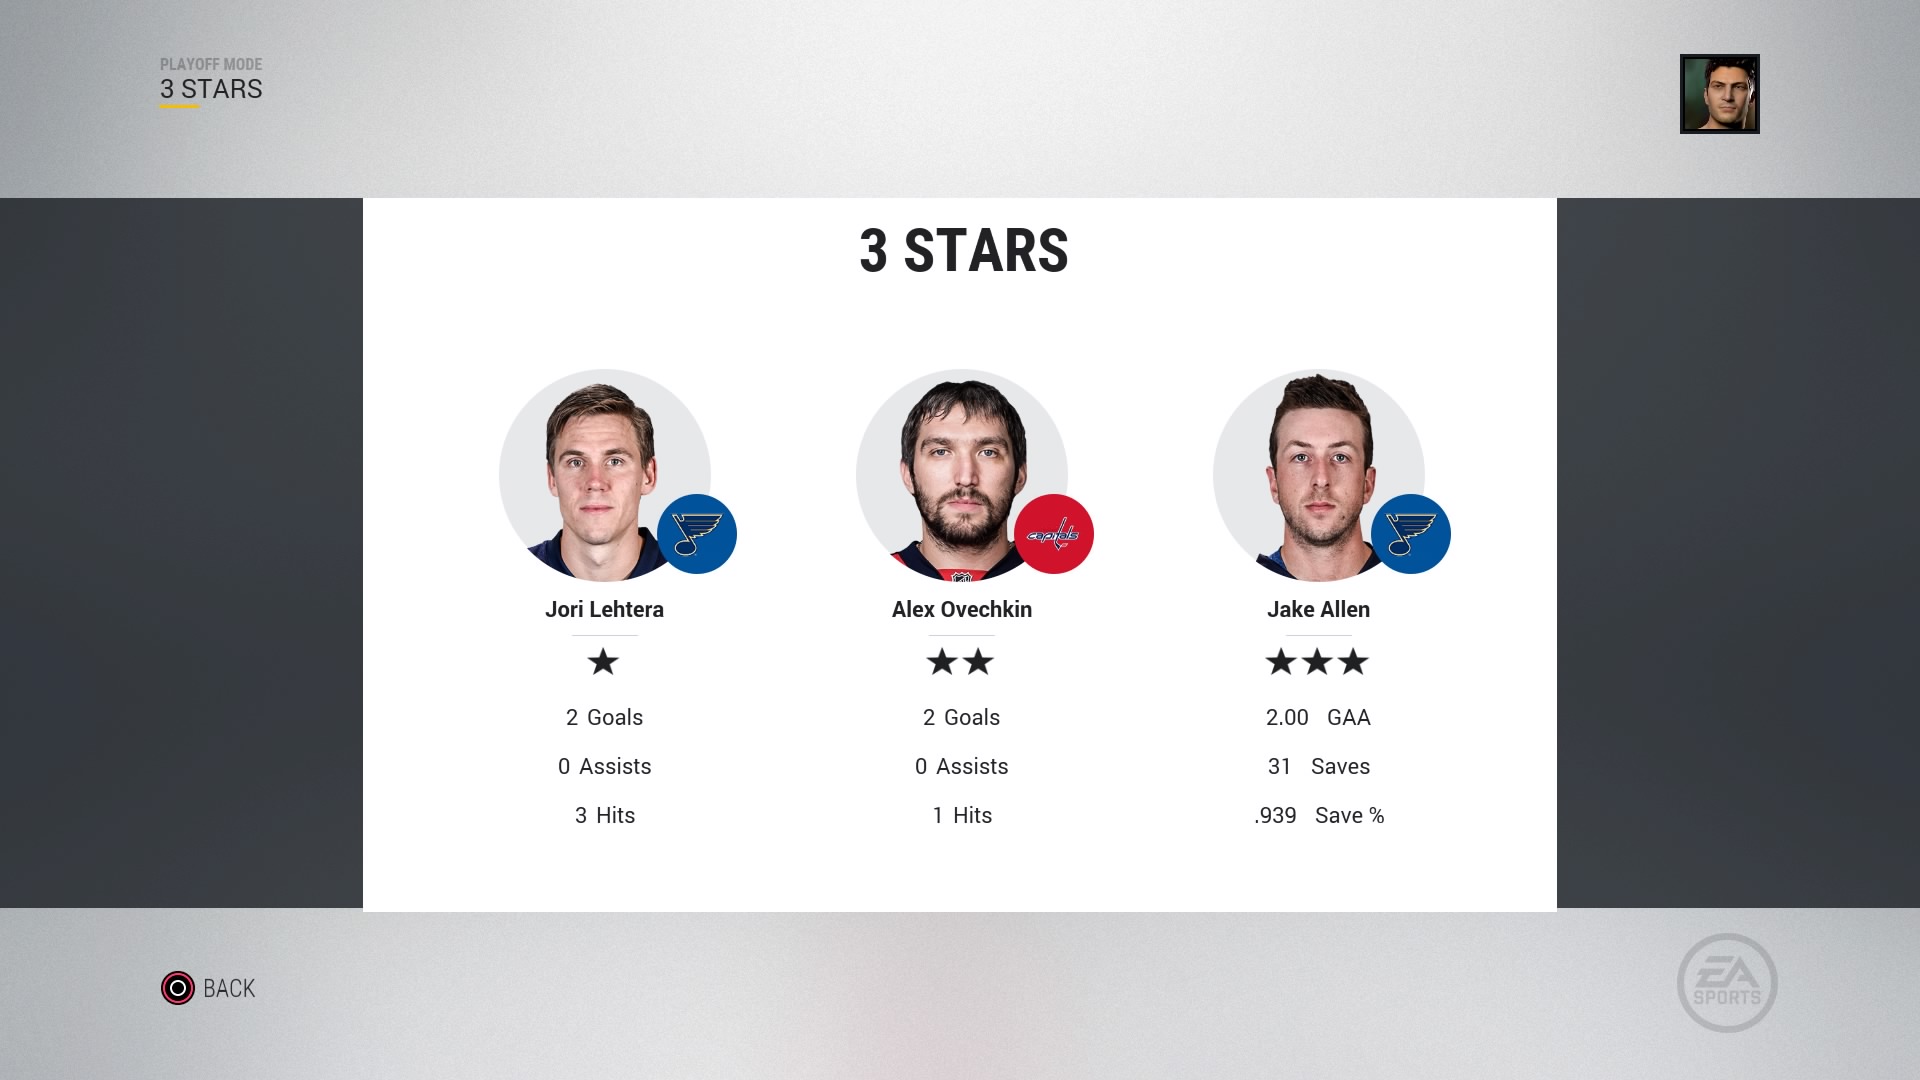 PLAYOFF MODE
3 STARS
3 STARS
capitals
Jori Lehtera
Alex Ovechkin
Jake Allen
2 Goals
2 Goals
2.00 GAA
0 Assists
0 Assists
31 Saves
3 Hits
1 Hits
.939 Save %
BACK
EA
SPORTS